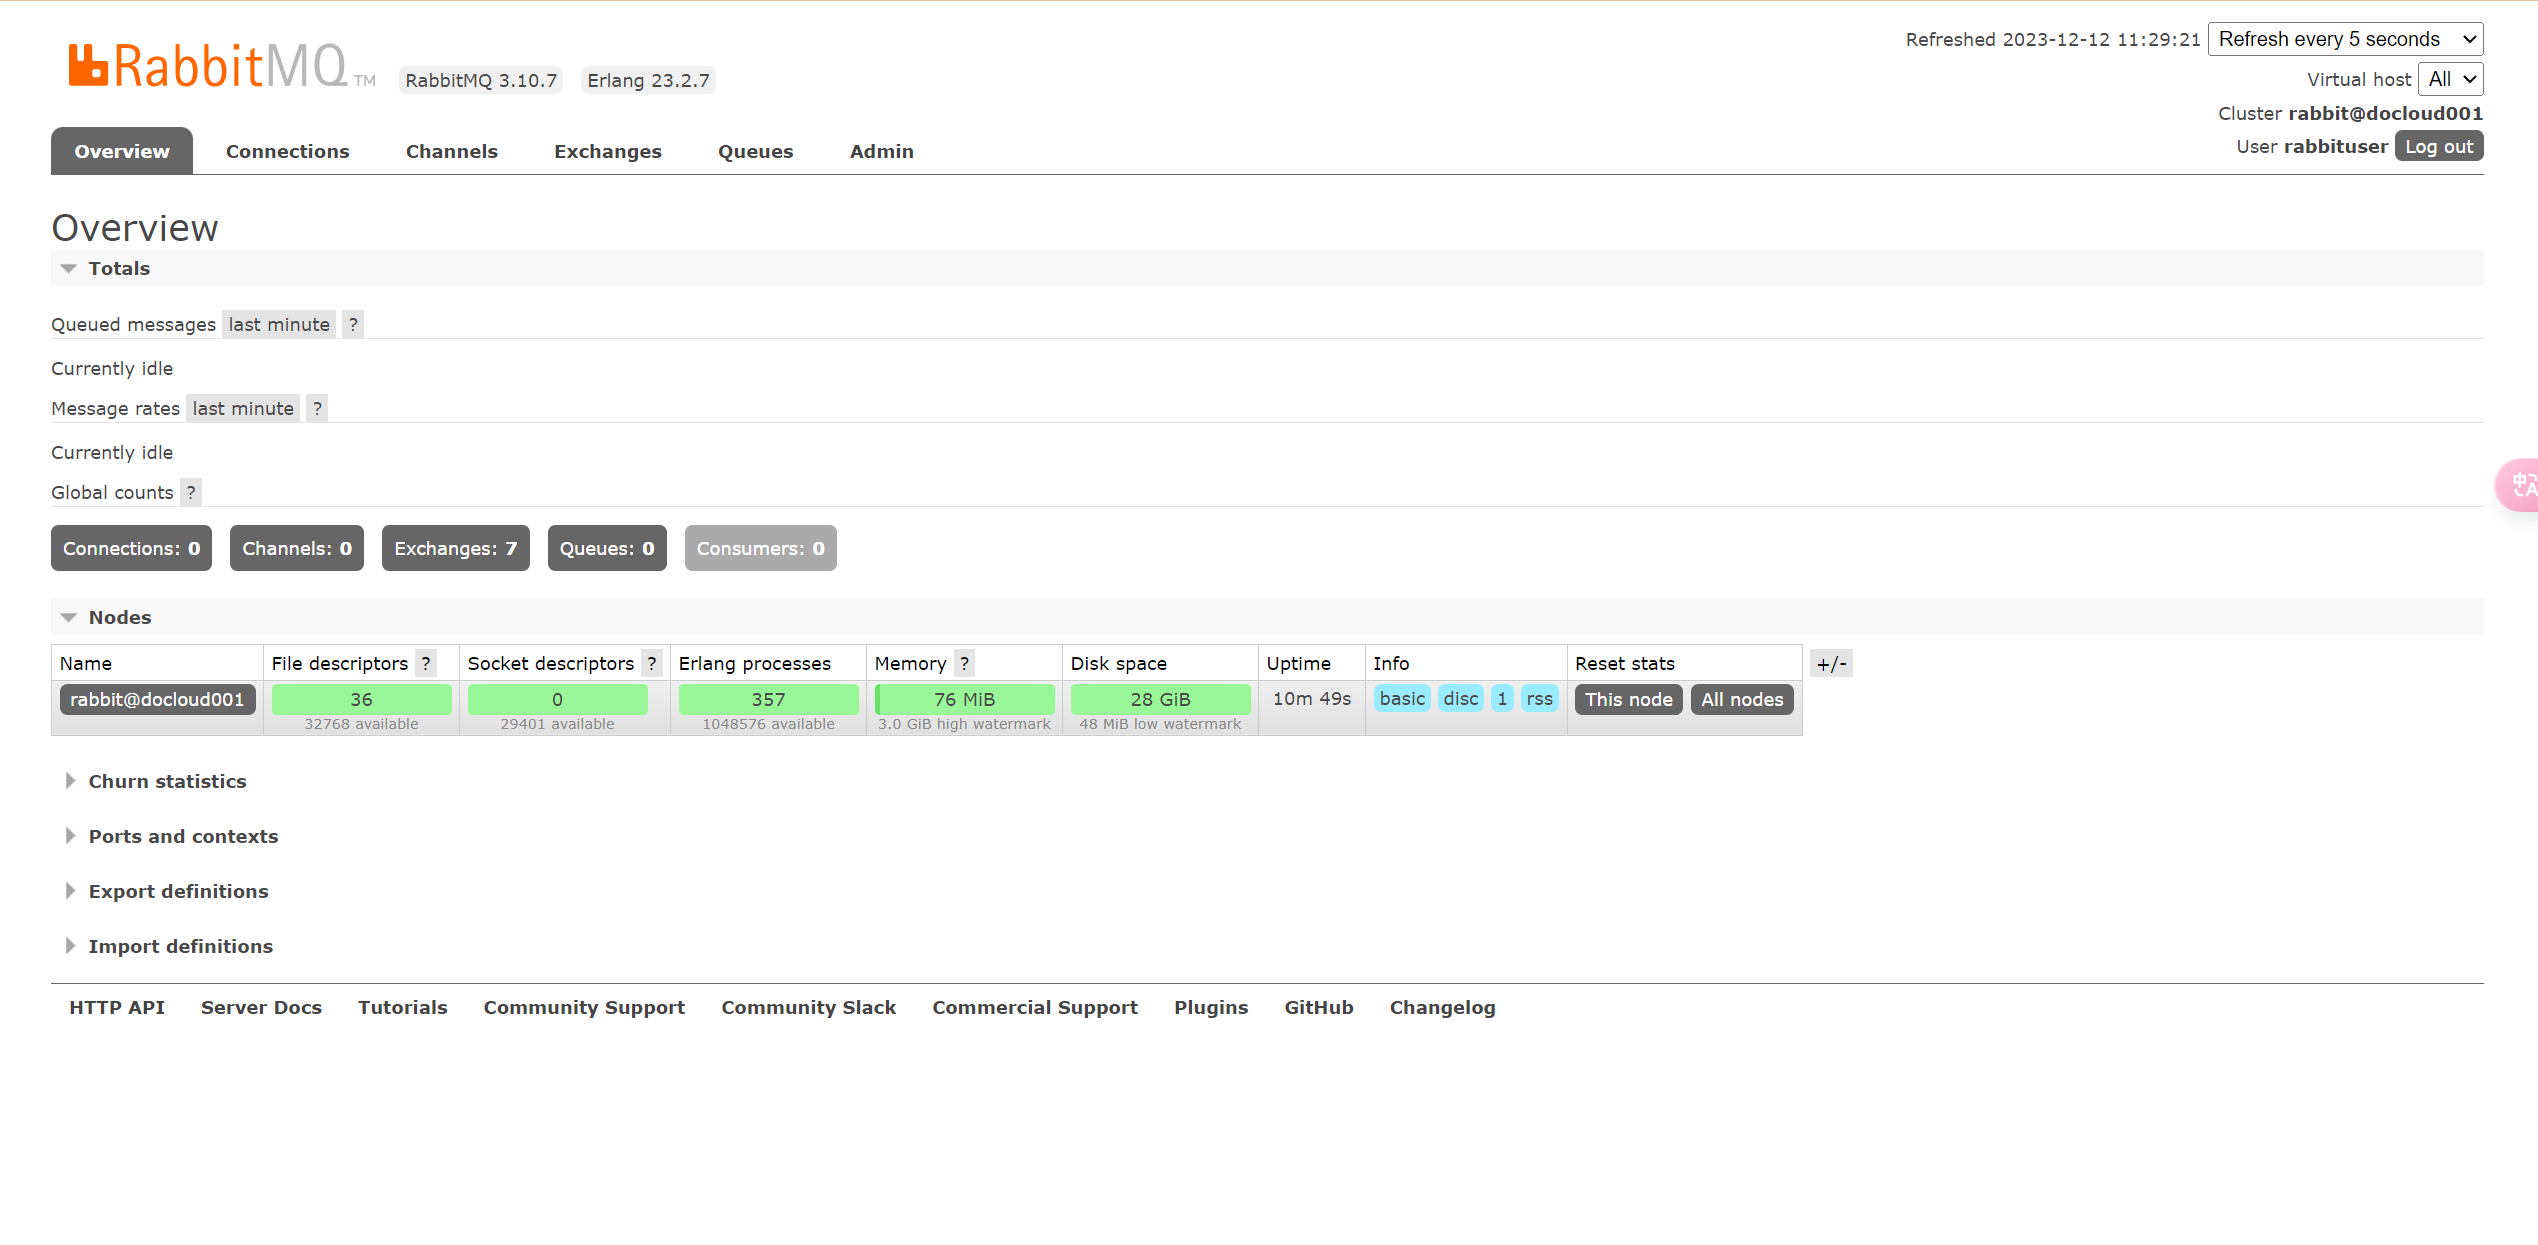 RabbitMQ TM RabbitMQ 3.10.7 Erlang 23.2.7
Refreshed 2023-12-12 11:29:21 Refresh every 5 seconds
Virtual host All
Cluster rabbit@docloud001
User rabbituser Log out
Overview Connections Channels Exchanges Queues Admin
Overview
Totals
Queued messages last minute ?
Currently idle
Message rates last minute ?
Currently idle
Global counts ?
Connections: 0 Channels: 0 Exchanges: 7 Queues: 0 Consumers: 0
Nodes
Name File descriptors ? Socket descriptors ? Erlang processes Memory ? Disk space Uptime Info Reset stats +/-
rabbit@docloud001 36 0 357 76 MiB 28 GiB 10m 49s basic disc 1 rss This node All nodes
32768 available 29401 available 1048576 available 3.0 GiB high watermark 48 MiB low watermark
Churn statistics
Ports and contexts
Export definitions
Import definitions
HTTP API Server Docs Tutorials Community Support Community Slack Commercial Support Plugins GitHub Changelog